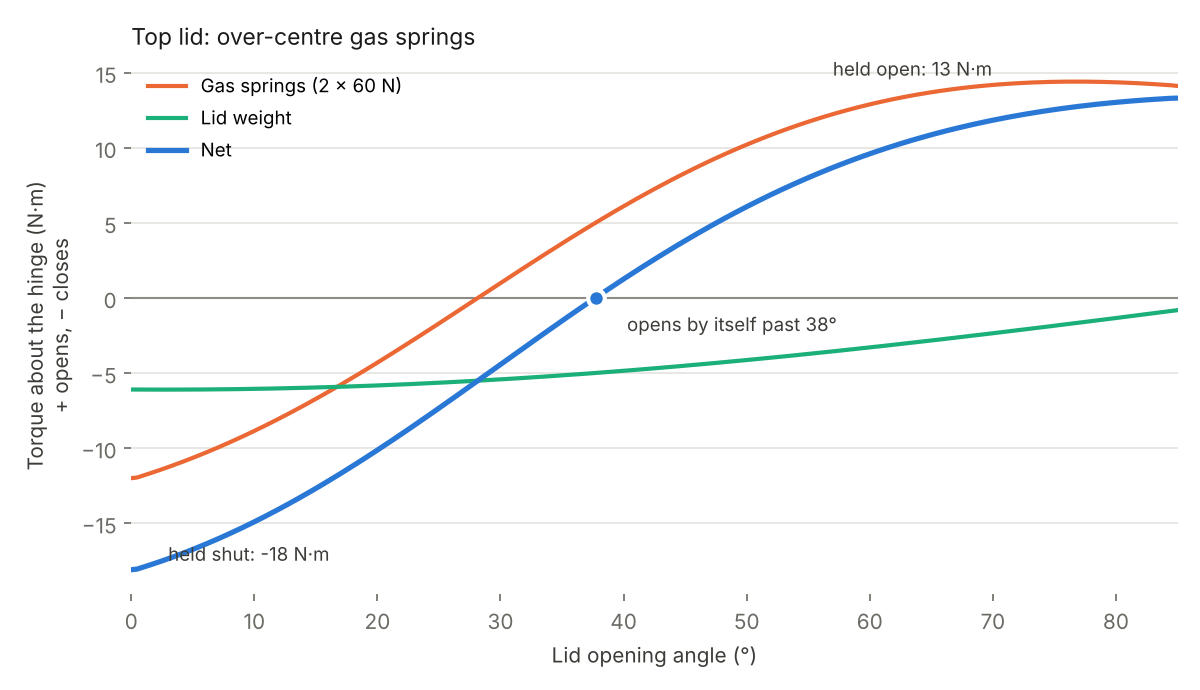 Top lid: over-centre gas springs
held open: 13 N·m
Gas springs (2 × 60 N)
Lid weight
Net
Torque about the hinge (N·m)
+ opens, − closes
15
10
5
0
−5
−10
−15
opens by itself past 38°
held shut: -18 N·m
0 10 20 30 40 50 60 70 80
Lid opening angle (°)